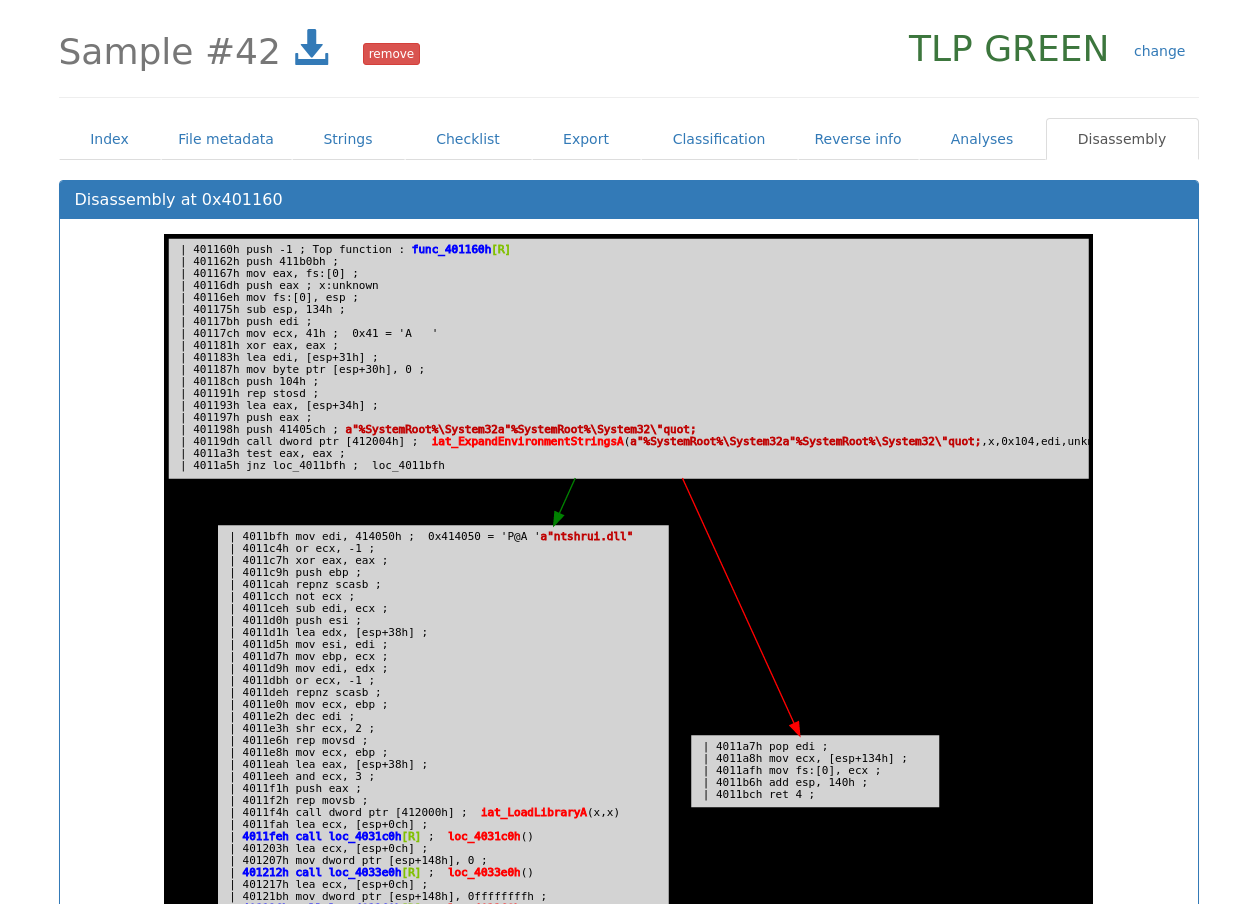 Sample #42
remove
TLP GREEN
change
Index
File metadata
Strings
Checklist
Export
Classification
Reverse info
Analyses
Disassembly
Disassembly at 0x401160
| 401160h push -1 ; Top function : func_401160h[R]
| 401162h push 411b0bh ;
| 401167h mov eax, fs:[0] ;
| 40116dh push eax ; x:unknown
| 40116eh mov fs:[0], esp ;
| 401175h sub esp, 134h ;
| 40117bh push edi ;
| 40117ch mov ecx, 41h ;  0x41 = 'A   '
| 401181h xor eax, eax ;
| 401183h lea edi, [esp+31h] ;
| 401187h mov byte ptr [esp+30h], 0 ;
| 40118ch push 104h ;
| 401191h rep stosd ;
| 401193h lea eax, [esp+34h] ;
| 401197h push eax ;
| 401198h push 41405ch ; a"%SystemRoot%\System32a"%SystemRoot%\System32\"quot;
| 40119dh call dword ptr [412004h] ;  iat_ExpandEnvironmentStringsA(a"%SystemRoot%\System32a"%SystemRoot%\System32\"quot;,x,0x104,edi,unkn
| 4011a3h test eax, eax ;
| 4011a5h jnz loc_4011bfh ;  loc_4011bfh
| 4011bfh mov edi, 414050h ;  0x414050 = 'P@A 'a"ntshrui.dll"
| 4011c4h or ecx, -1 ;
| 4011c7h xor eax, eax ;
| 4011c9h push ebp ;
| 4011cah repnz scasb ;
| 4011cch not ecx ;
| 4011ceh sub edi, ecx ;
| 4011d0h push esi ;
| 4011d1h lea edx, [esp+38h] ;
| 4011d5h mov esi, edi ;
| 4011d7h mov ebp, ecx ;
| 4011d9h mov edi, edx ;
| 4011dbh or ecx, -1 ;
| 4011deh repnz scasb ;
| 4011e0h mov ecx, ebp ;
| 4011e2h dec edi ;
| 4011e3h shr ecx, 2 ;
| 4011e6h rep movsd ;
| 4011e8h mov ecx, ebp ;
| 4011eah lea eax, [esp+38h] ;
| 4011eeh and ecx, 3 ;
| 4011f1h push eax ;
| 4011f2h rep movsb ;
| 4011f4h call dword ptr [412000h] ;  iat_LoadLibraryA(x,x)
| 4011fah lea ecx, [esp+0ch] ;
| 4011feh call loc_4031c0h[R] ;  loc_4031c0h()
| 401203h lea ecx, [esp+0ch] ;
| 401207h mov dword ptr [esp+148h], 0 ;
| 401212h call loc_4033e0h[R] ;  loc_4033e0h()
| 401217h lea ecx, [esp+0ch] ;
| 40121bh mov dword ptr [esp+148h], 0ffffffffh ;
| 4011a7h pop edi ;
| 4011a8h mov ecx, [esp+134h] ;
| 4011afh mov fs:[0], ecx ;
| 4011b6h add esp, 140h ;
| 4011bch ret 4 ;